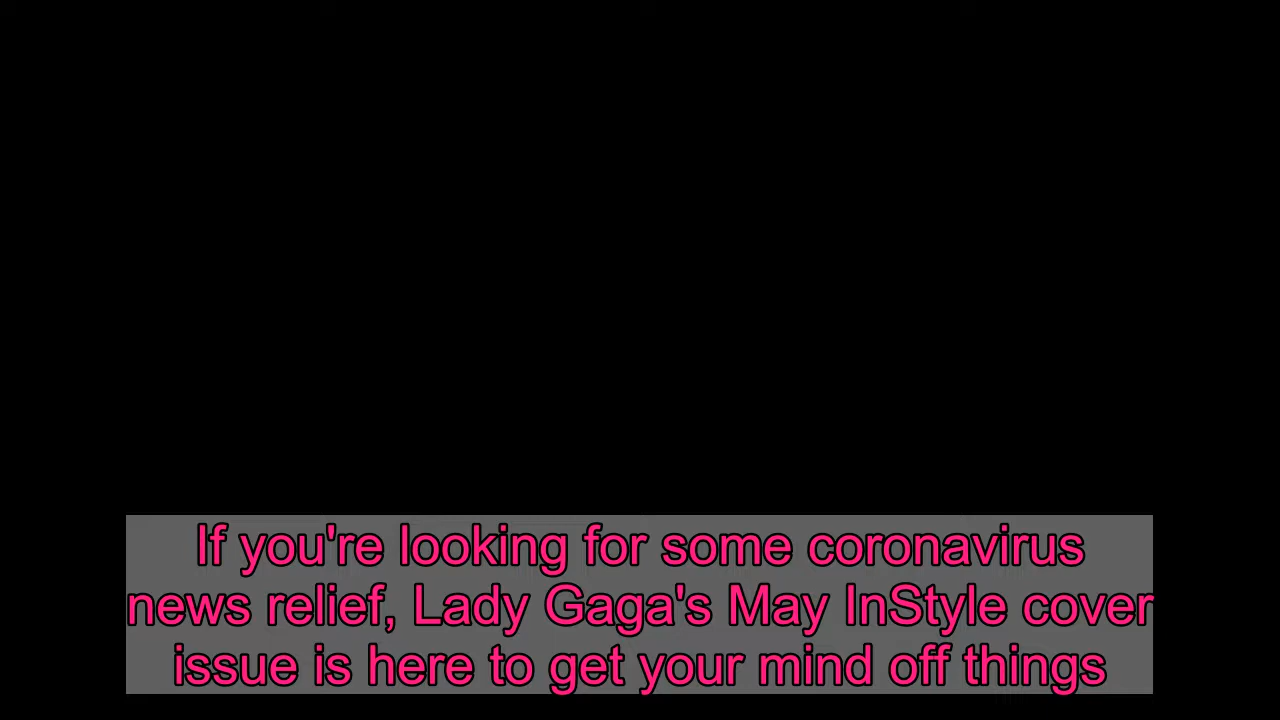 If you're looking for some coronavirus
news relief, Lady Gaga's May InStyle cover
issue is here to get your mind off things